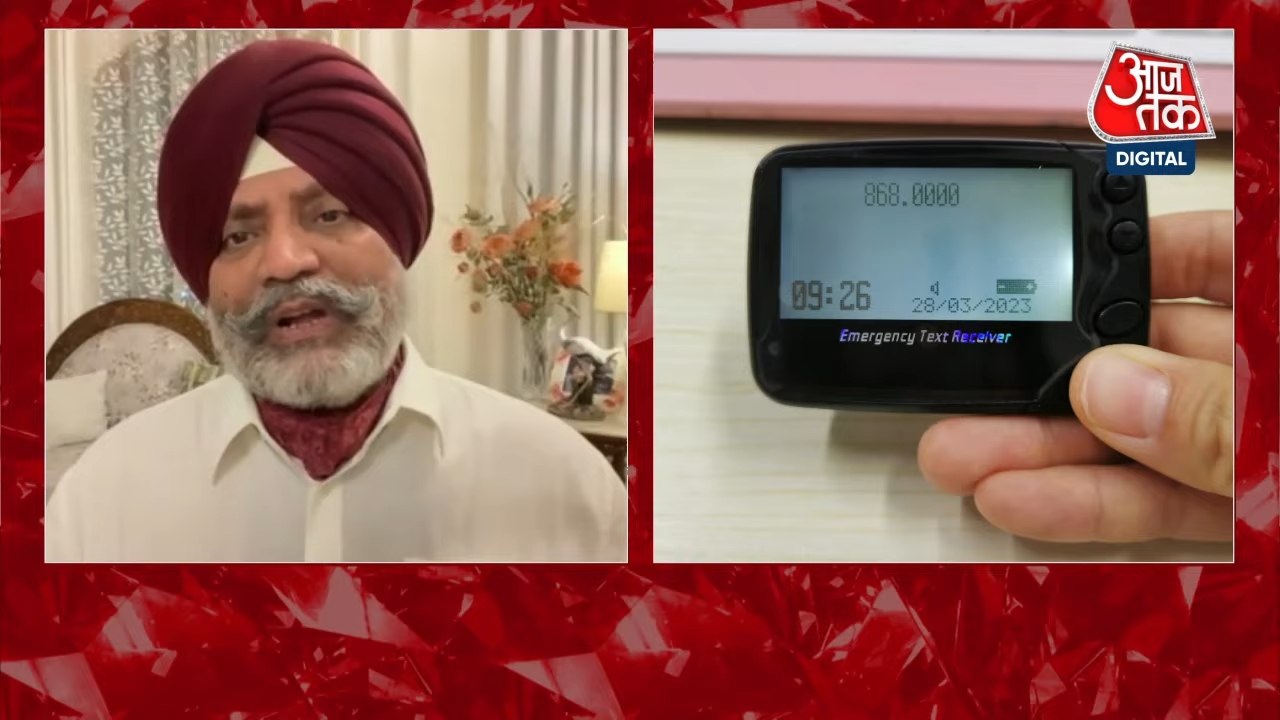 आज
तक
DIGITAL
868.0000
09:26
28/03/2023
Emergency Text Receiver